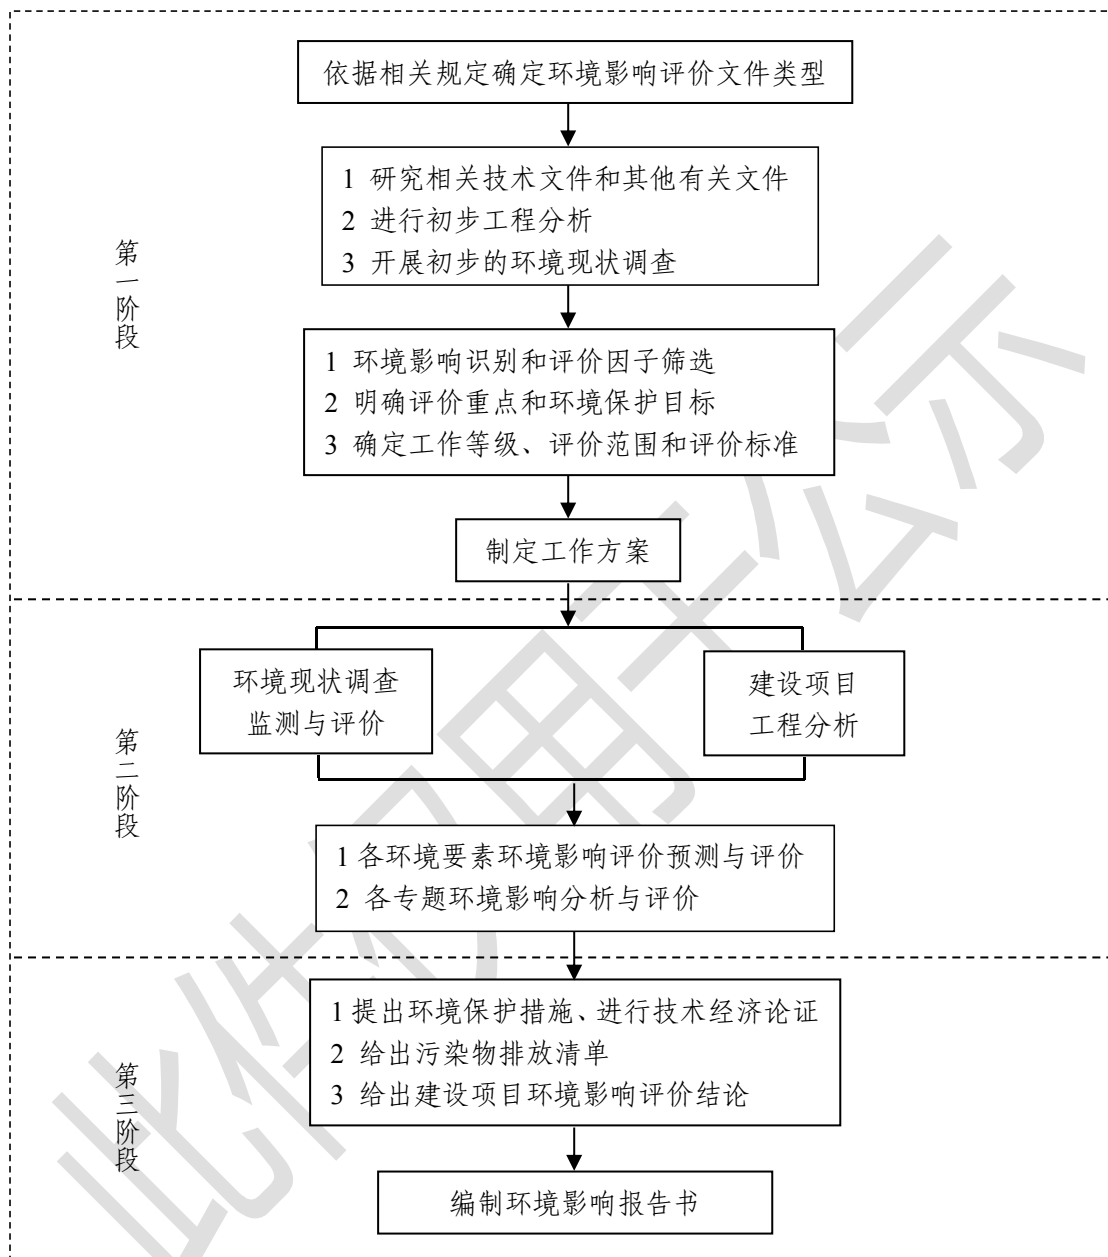 依据相关规定确定环境影响评价文件类型
1 研究相关技术文件和其他有关文件
2 进行初步工程分析
3 开展初步的环境现状调查
第一阶段
1 环境影响识别和评价因子筛选
2 明确评价重点和环境保护目标
3 确定工作等级、评价范围和评价标准
制定工作方案
环境现状调查
监测与评价
建设项目
工程分析
第二阶段
1各环境要素环境影响评价预测与评价
2 各专题环境影响分析与评价
1提出环境保护措施、进行技术经济论证
2 给出污染物排放清单
3 给出建设项目环境影响评价结论
第三阶段
编制环境影响报告书
此件仅用于公示